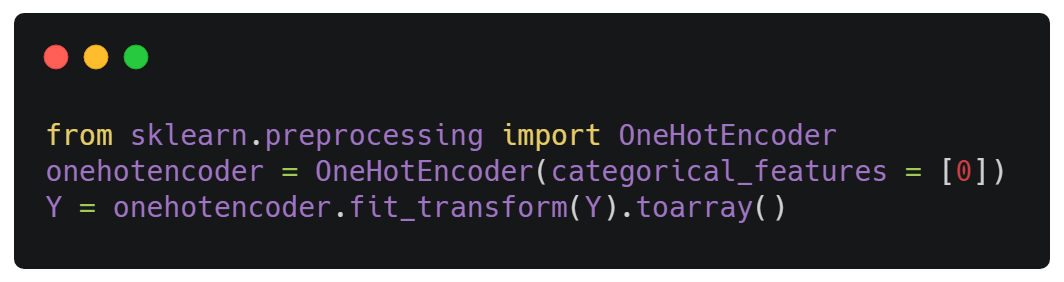 from sklearn.preprocessing import OneHotEncoder
onehotencoder = OneHotEncoder(categorical_features = [0])
Y = onehotencoder.fit_transform(Y).toarray()